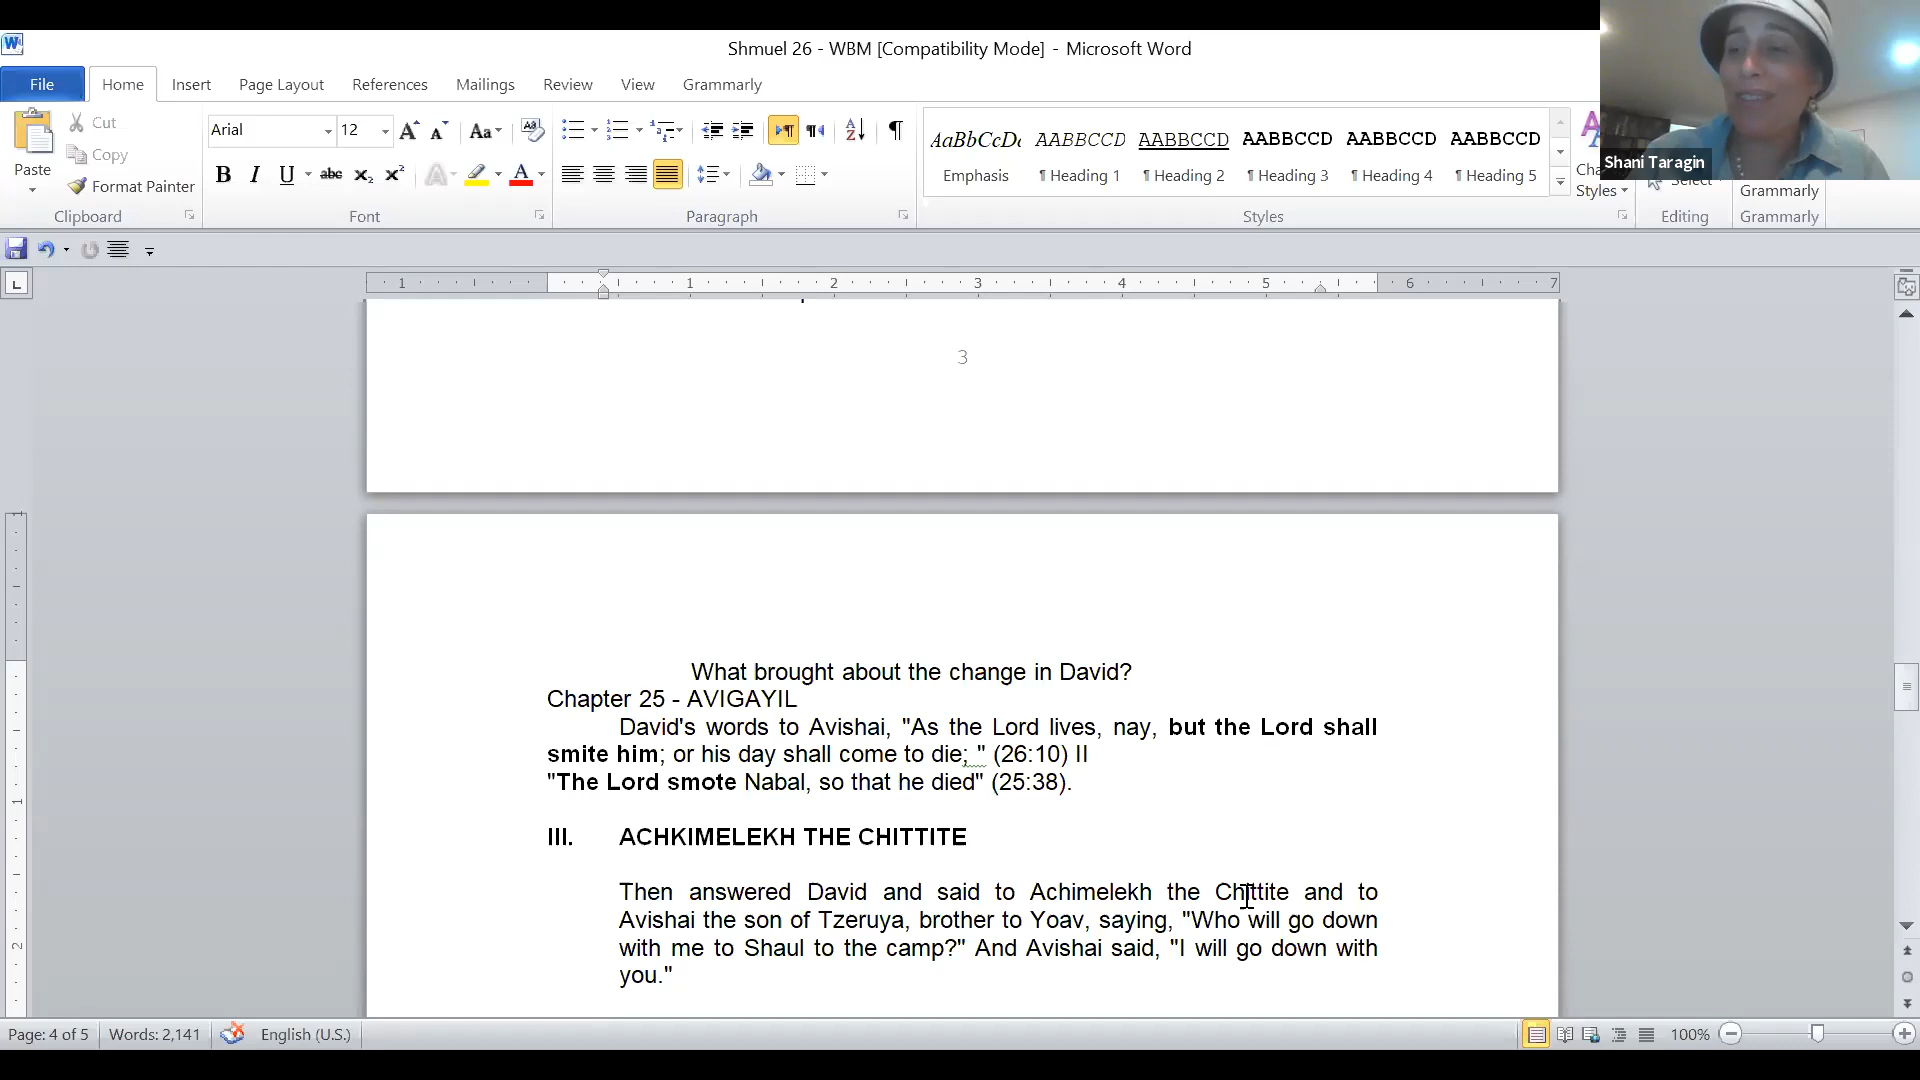 Shmuel 26 - WBM [Compatibility Mode] - Microsoft Word
File Home Insert Page Layout References Mailings Review View Grammarly
Shani Taragin
Paste
Cut
Copy
Format Painter
Clipboard
Arial 12
Font
Paragraph
AaBbCcDc AABBCCD AABBCCD AABBCCD AABBCCD AABBCCD
Emphasis ¶ Heading 1 ¶ Heading 2 ¶ Heading 3 ¶ Heading 4 ¶ Heading 5
Styles
Styles
Select
Editing
Grammarly
Grammarly
1 1 2 3 4 5 6 7
3
What brought about the change in David?
Chapter 25 - AVIGAYIL
David's words to Avishai, "As the Lord lives, nay, but the Lord shall
smite him; or his day shall come to die; " (26:10) II
"The Lord smote Nabal, so that he died" (25:38).
III. ACHKIMELEKH THE CHITTITE
Then answered David and said to Achimelekh the Chittite and to
Avishai the son of Tzeruya, brother to Yoav, saying, "Who will go down
with me to Shaul to the camp?" And Avishai said, "I will go down with
you."
Page: 4 of 5 Words: 2,141 English (U.S.) 100%